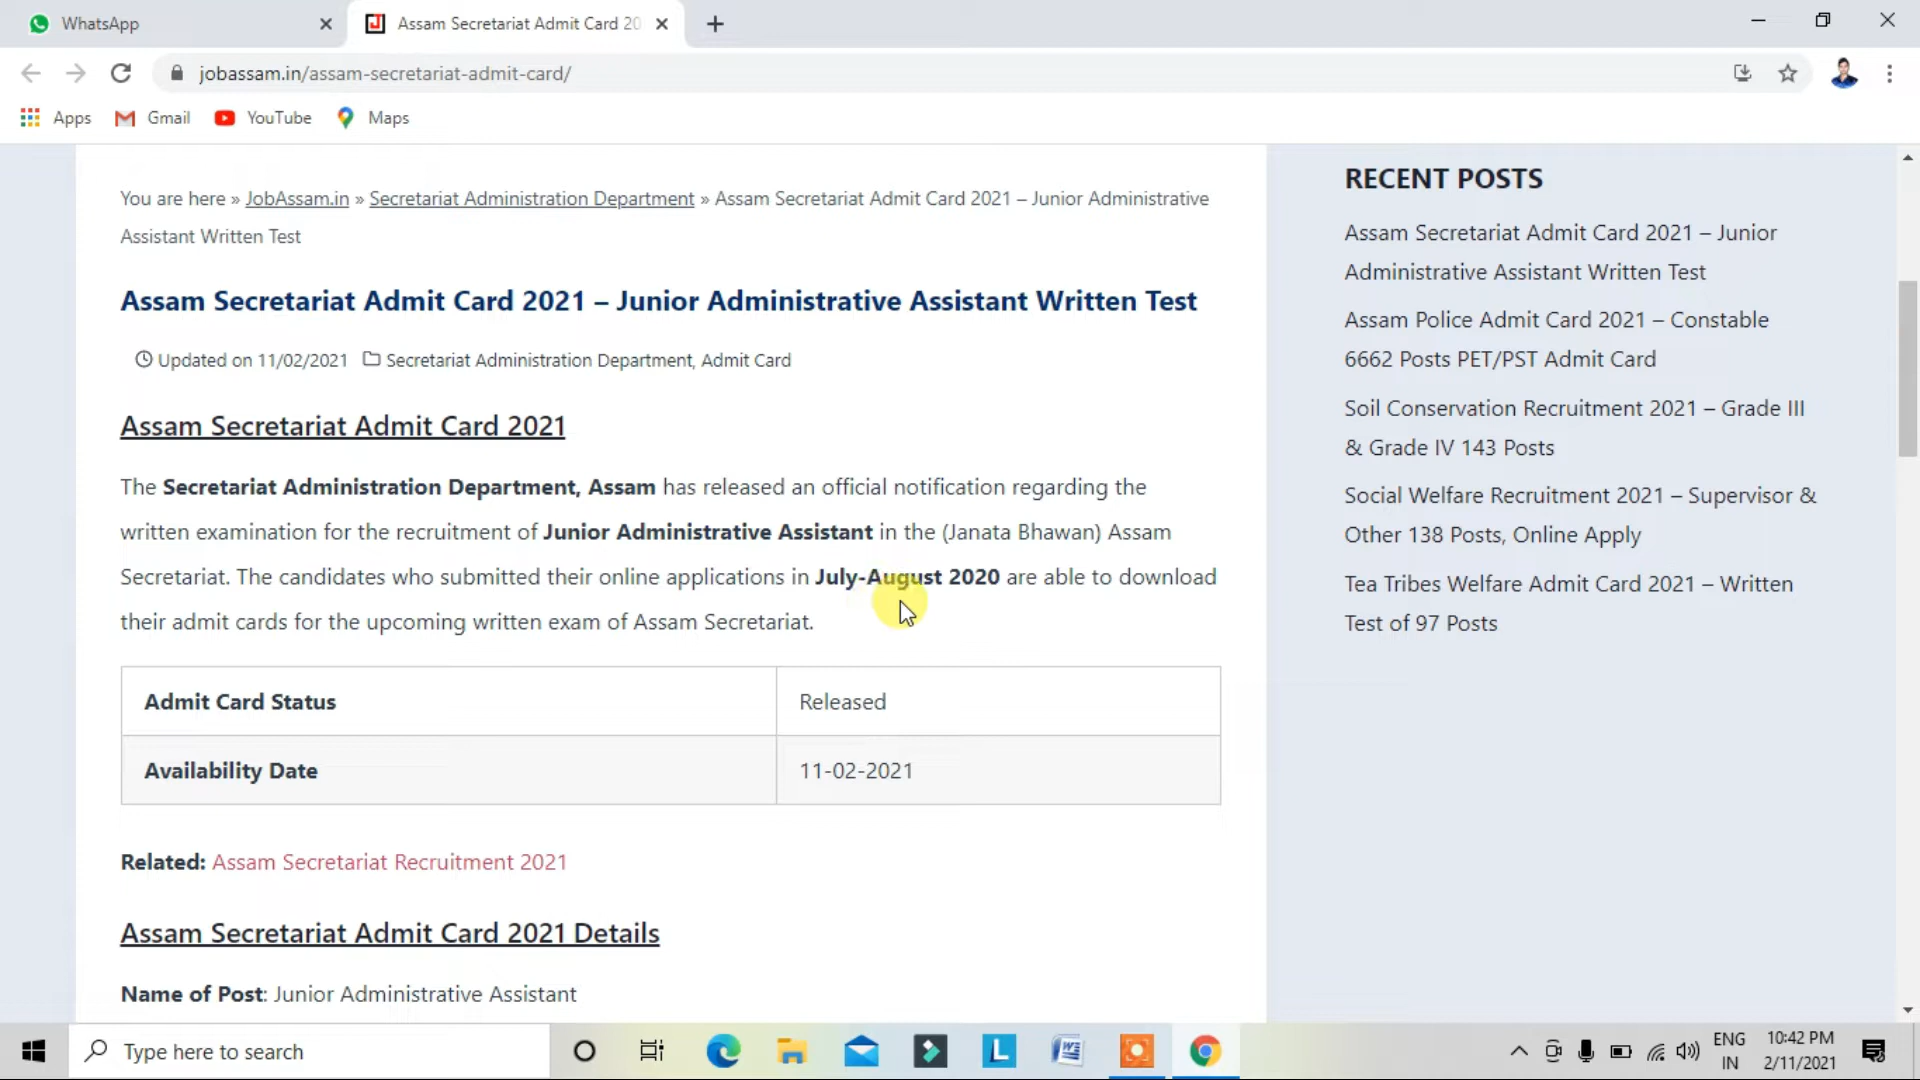 WhatsApp
Assam Secretariat Admit Card 20
jobassam.in/assam-secretariat-admit-card/
Apps
Gmail
YouTube
Maps
You are here » JobAssam.in » Secretariat Administration Department » Assam Secretariat Admit Card 2021 – Junior Administrative
Assistant Written Test
Assam Secretariat Admit Card 2021 – Junior Administrative Assistant Written Test
Updated on 11/02/2021 Secretariat Administration Department, Admit Card
Assam Secretariat Admit Card 2021
The Secretariat Administration Department, Assam has released an official notification regarding the
written examination for the recruitment of Junior Administrative Assistant in the (Janata Bhawan) Assam
Secretariat. The candidates who submitted their online applications in July-August 2020 are able to download
their admit cards for the upcoming written exam of Assam Secretariat.
Admit Card Status Released
Availability Date 11-02-2021
Related: Assam Secretariat Recruitment 2021
Assam Secretariat Admit Card 2021 Details
Name of Post: Junior Administrative Assistant
RECENT POSTS
Assam Secretariat Admit Card 2021 – Junior
Administrative Assistant Written Test
Assam Police Admit Card 2021 – Constable
6662 Posts PET/PST Admit Card
Soil Conservation Recruitment 2021 – Grade III
& Grade IV 143 Posts
Social Welfare Recruitment 2021 – Supervisor &
Other 138 Posts, Online Apply
Tea Tribes Welfare Admit Card 2021 – Written
Test of 97 Posts
Type here to search
L
ENG
IN
10:42 PM
2/11/2021